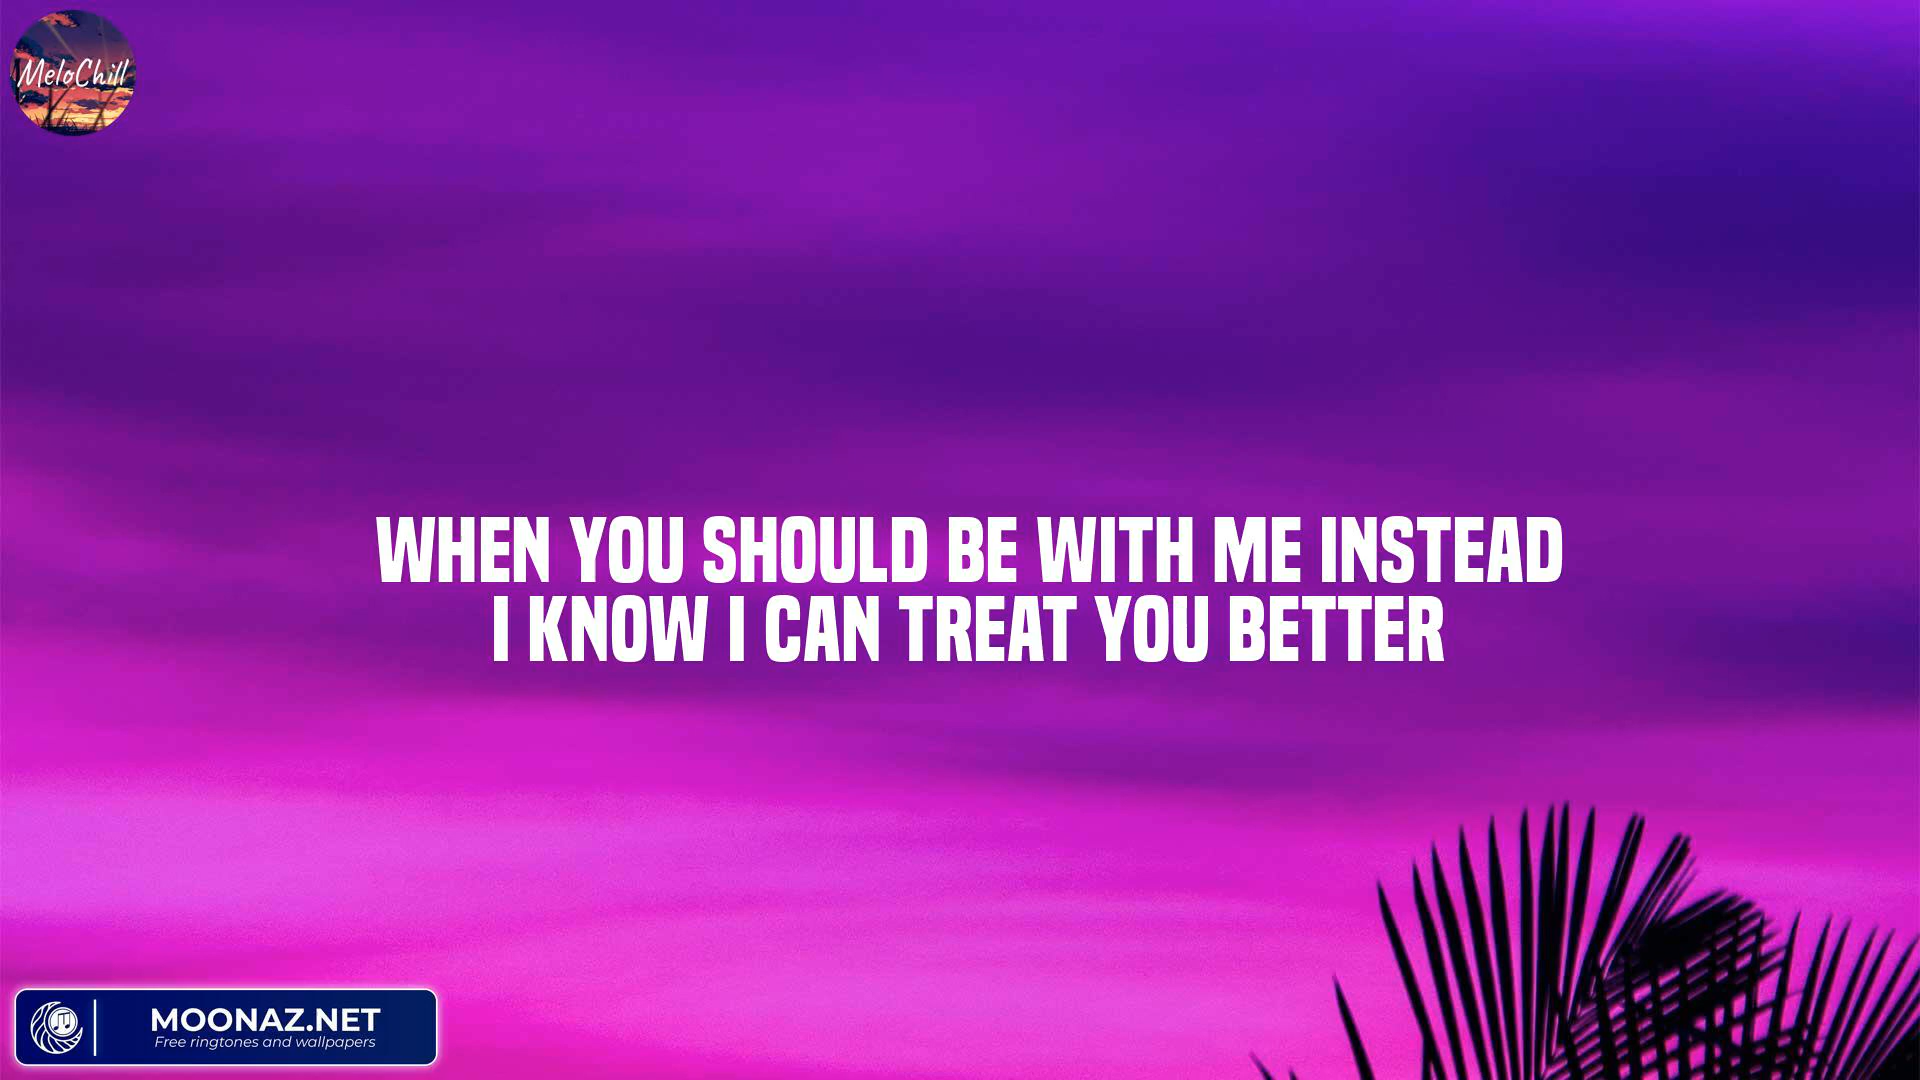 MeloChill
WHEN YOU SHOULD BE WITH ME INSTEAD
I KNOW I CAN TREAT YOU BETTER
MOONAZ.NET
Free ringtones and wallpapers